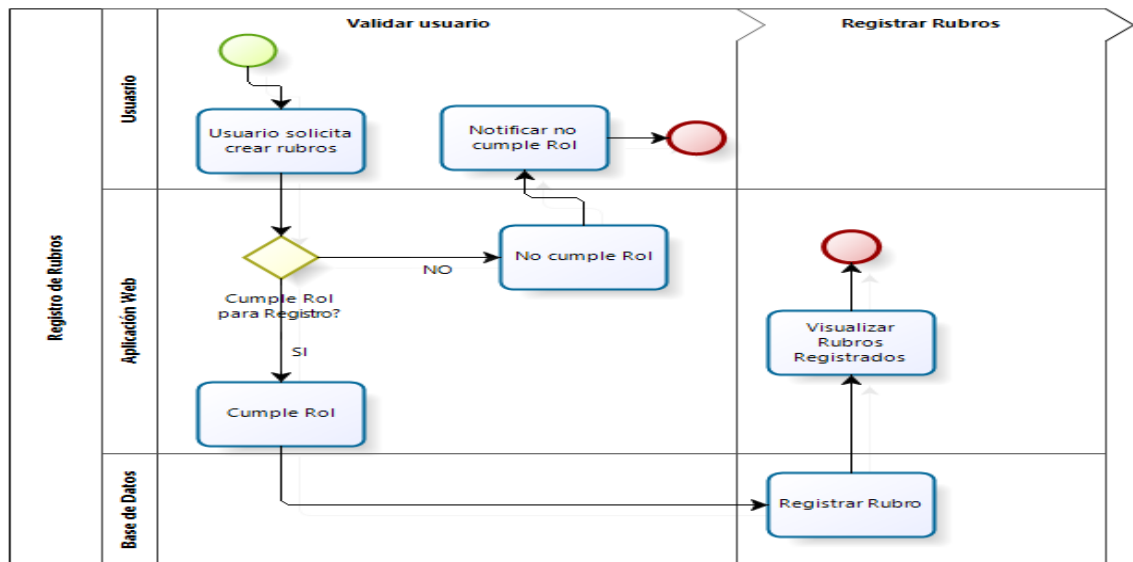 Validar usuario
Registrar Rubros
Registro de Rubros
Usuasrio
Usuario solicita
crear rubros
Notificar no
cumple Rol
Aplicación Web
NO
No cumple Rol
Cumple Rol
para Registro?
SI
Cumple Rol
Visualizar
Rubros
Registrados
Base de Datos
Registrar Rubro